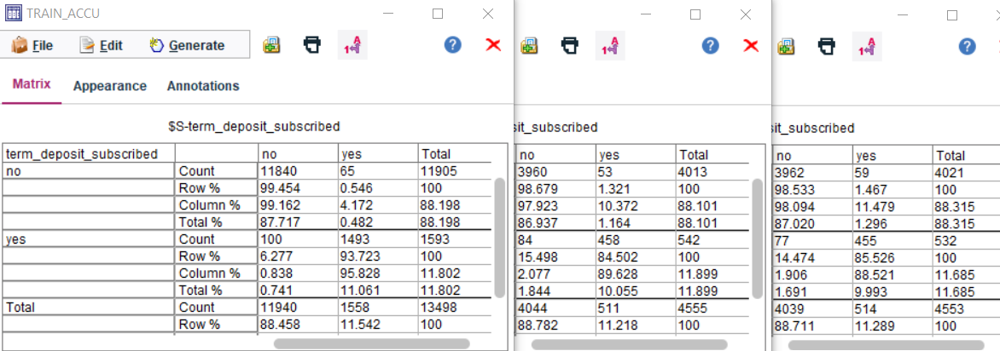 TRAIN_ACCU
File Edit Generate
Matrix Appearance Annotations
$S-term_deposit_subscribed
term_deposit_subscribed no yes Total
no Count 11840 65 11905
Row % 99.454 0.546 100
Column % 99.162 4.172 88.198
Total % 87.717 0.482 88.198
yes Count 100 1493 1593
Row % 6.277 93.723 100
Column % 0.838 95.828 11.802
Total % 0.741 11.061 11.802
Total Count 11940 1558 13498
Row % 88.458 11.542 100
sit_subscribed
no yes Total
3960 53 4013
98.679 1.321 100
97.923 10.372 88.101
86.937 1.164 88.101
84 458 542
15.498 84.502 100
2.077 89.628 11.899
1.844 10.055 11.899
4044 511 4555
88.782 11.218 100
sit_subscribed
no yes Total
3962 59 4021
98.533 1.467 100
98.094 11.479 88.315
87.020 1.296 88.315
77 455 532
14.474 85.526 100
1.906 88.521 11.685
1.691 9.993 11.685
4039 514 4553
88.711 11.289 100